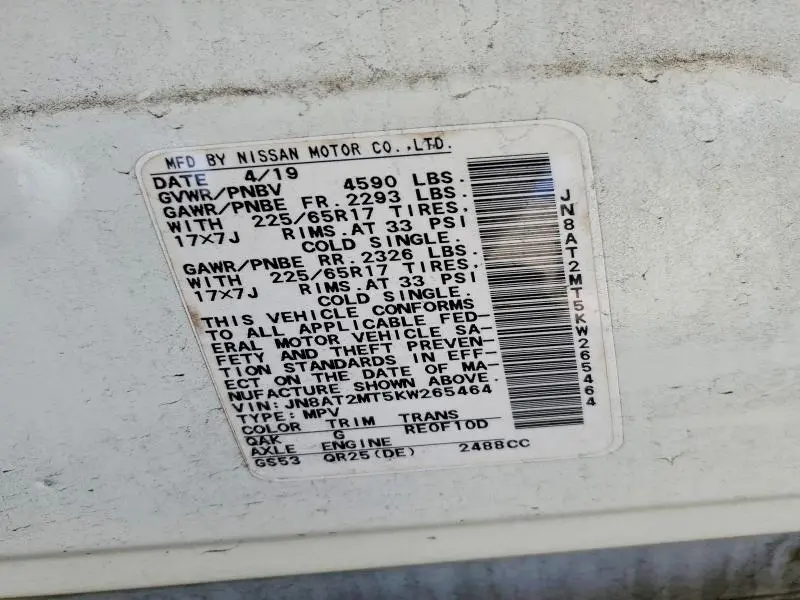 MFD BY NISSAN MOTOR CO.,LTD.
DATE 4/19
GVWR/PNBV 4590 LBS.
GAWR/PNBE FR. 2293 LBS.
WITH 225/65R17 TIRES,
17X7J RIMS.AT 33 PSI
COLD SINGLE.
GAWR/PNBE RR. 2326 LBS.
WITH 225/65R17 TIRES,
17X7J RIMS.AT 33 PSI
COLD SINGLE.
THIS VEHICLE CONFORMS
TO ALL APPLICABLE FED-
ERAL MOTOR VEHICLE SA-
FETY AND THEFT PREVEN-
TION STANDARDS IN EFF-
ECT ON THE DATE OF MA-
NUFACTURE SHOWN ABOVE.
VIN: JN8AT2MT5KW265464
TYPE: MPV
COLOR TRIM TRANS
QAK G RE0F10D
AXLE ENGINE
GS53 QR25(DE) 2488CC
JN8AT2MT5KW265464